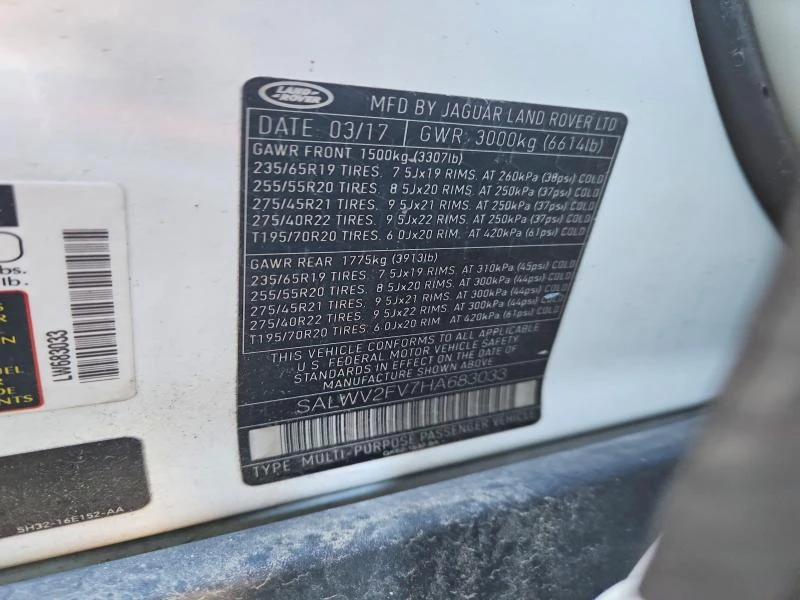 LAND ROVER
MFD BY JAGUAR LAND ROVER LTD
DATE 03/17 GWR 3000kg (6614lb)
GAWR FRONT 1500kg (3307lb)
235/65R19 TIRES. 7 5Jx19 RIMS. AT 260kPa (38psi) COLD
255/55R20 TIRES. 8 5Jx20 RIMS. AT 250kPa (37psi) COLD
275/45R21 TIRES. 9 5Jx21 RIMS. AT 250kPa (37psi) COLD
275/40R22 TIRES. 9 5Jx22 RIMS. AT 250kPa (37psi) COLD
T195/70R20 TIRES. 6 0Jx20 RIM. AT 420kPa (61psi) COLD
GAWR REAR 1775kg (3913lb)
235/65R19 TIRES. 7 5Jx19 RIMS. AT 310kPa (45psi) COLD
255/55R20 TIRES. 8 5Jx20 RIMS. AT 300kPa (44psi) COLD
275/45R21 TIRES. 9 5Jx21 RIMS. AT 300kPa (44psi) COLD
275/40R22 TIRES. 9 5Jx22 RIMS. AT 300kPa (44psi) COLD
T195/70R20 TIRES. 6 0Jx20 RIM. AT 420kPa (61psi) COLD
THIS VEHICLE CONFORMS TO ALL APPLICABLE
U S FEDERAL MOTOR VEHICLE SAFETY
STANDARDS IN EFFECT ON THE DATE OF
MANUFACTURE SHOWN ABOVE
SALWV2FV7HA683033
TYPE MULTI-PURPOSE PASSENGER VEHICLE
bs.
lb.
LW683033
5H32-16E152-AA